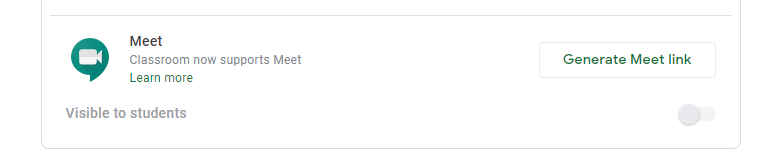 Meet
Classroom now supports Meet
Learn more
Generate Meet link
Visible to students